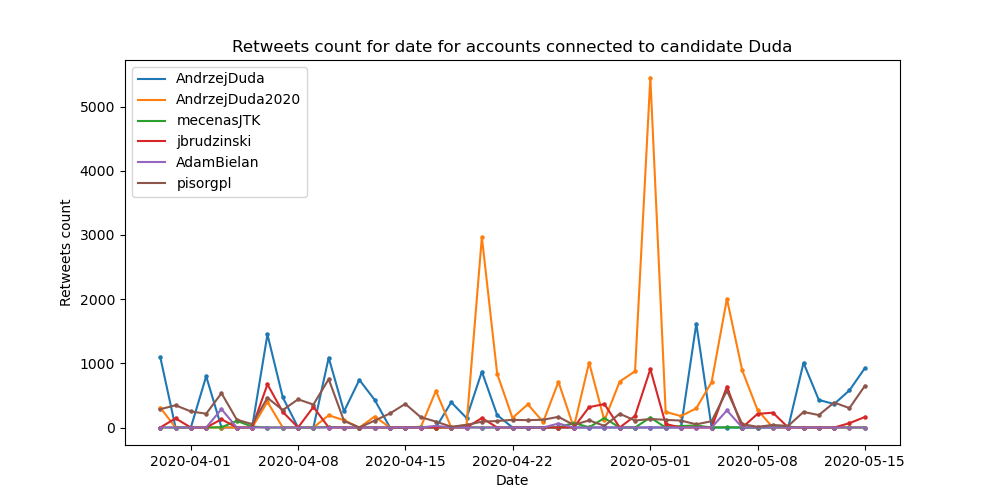 Retweets count for date for accounts connected to candidate Duda
AndrzejDuda
AndrzejDuda2020
mecenasJTK
jbrudzinski
AdamBielan
pisorgpl
Retweets count
5000
4000
3000
2000
1000
0
2020-04-01
2020-04-08
2020-04-15
2020-04-22
2020-05-01
2020-05-08
2020-05-15
Date